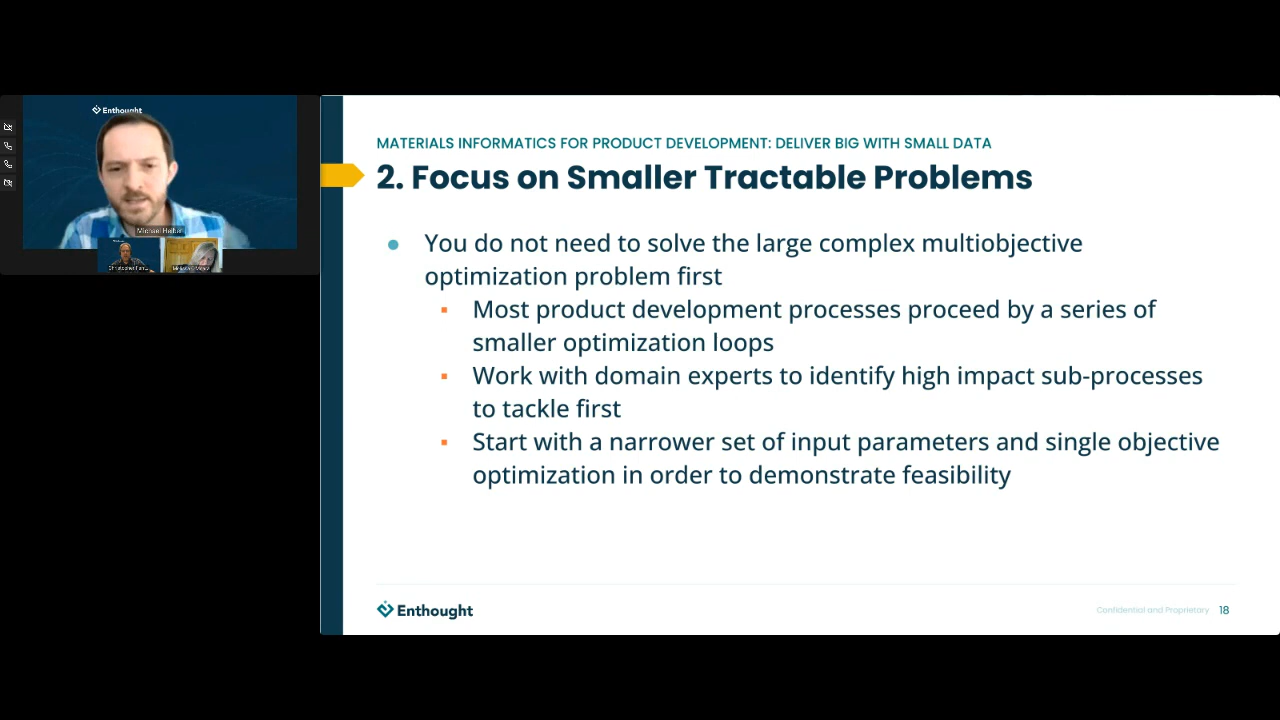 Enthought
Michael Heiber
MATERIALS INFORMATICS FOR PRODUCT DEVELOPMENT: DELIVER BIG WITH SMALL DATA
2. Focus on Smaller Tractable Problems
You do not need to solve the large complex multiobjective
optimization problem first
Most product development processes proceed by a series of
smaller optimization loops
Work with domain experts to identify high impact sub-processes
to tackle first
Start with a narrower set of input parameters and single objective
optimization in order to demonstrate feasibility
Enthought
Confidential and Proprietary 18